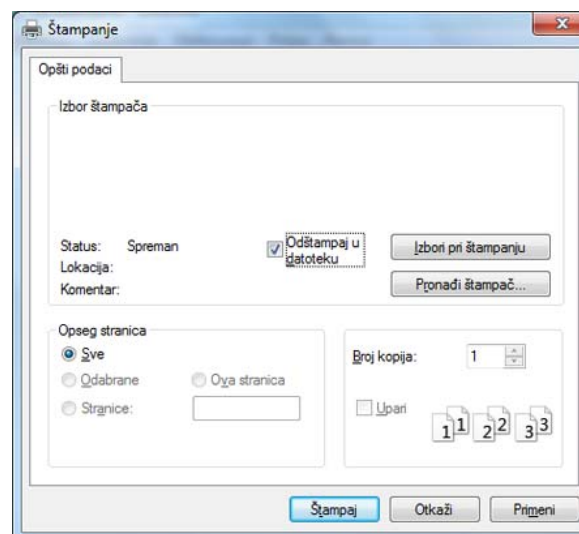 Štampanje
Opšti podaci
Izbor štampača
Status: Spreman
Lokacija:
Komentar:
Odštampaj u
datoteku
Izbori pri štampanju
Pronađi štampač...
Opseg stranica
Sve
Odabrane
Ova stranica
Stranice:
Broj kopija: 1
Upari
1 1 2 2 3 3
Štampaj
Otkaži
Primeni